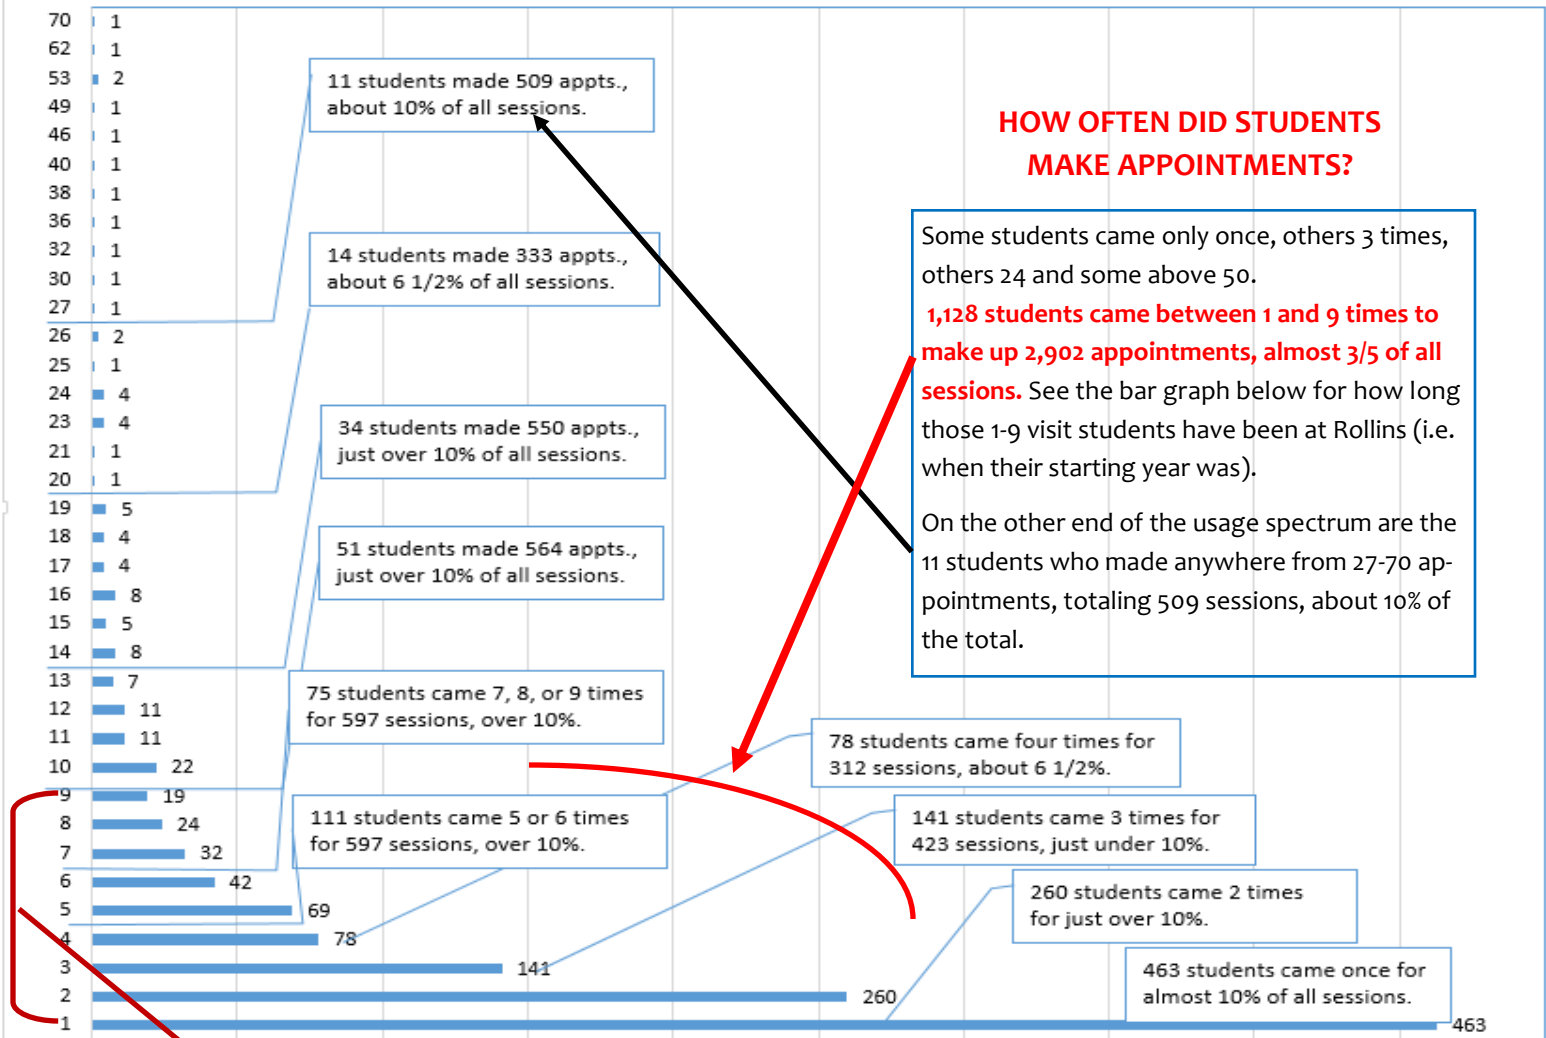 70 1
62 1
53 2
49 1
46 1
40 1
38 1
36 1
32 1
30 1
27 1
26 2
25 1
24 4
23 4
21 1
20 1
19 5
18 4
17 4
16 8
15 5
14 8
13 7
12 11
11 11
10 22
9 19
8 24
7 32
6 42
5 69
4 78
3 141
2 260
1 463
11 students made 509 appts.,
about 10% of all sessions.
14 students made 333 appts.,
about 6 1/2% of all sessions.
34 students made 550 appts.,
just over 10% of all sessions.
51 students made 564 appts.,
just over 10% of all sessions.
75 students came 7, 8, or 9 times
for 597 sessions, over 10%.
111 students came 5 or 6 times
for 597 sessions, over 10%.
78 students came four times for
312 sessions, about 6 1/2%.
141 students came 3 times for
423 sessions, just under 10%.
260 students came 2 times
for just over 10%.
463 students came once for
almost 10% of all sessions.
HOW OFTEN DID STUDENTS
MAKE APPOINTMENTS?
Some students came only once, others 3 times,
others 24 and some above 50.
1,128 students came between 1 and 9 times to
make up 2,902 appointments, almost 3/5 of all
sessions. See the bar graph below for how long
those 1-9 visit students have been at Rollins (i.e.
when their starting year was).
On the other end of the usage spectrum are the
11 students who made anywhere from 27-70 ap-
pointments, totaling 509 sessions, about 10% of
the total.